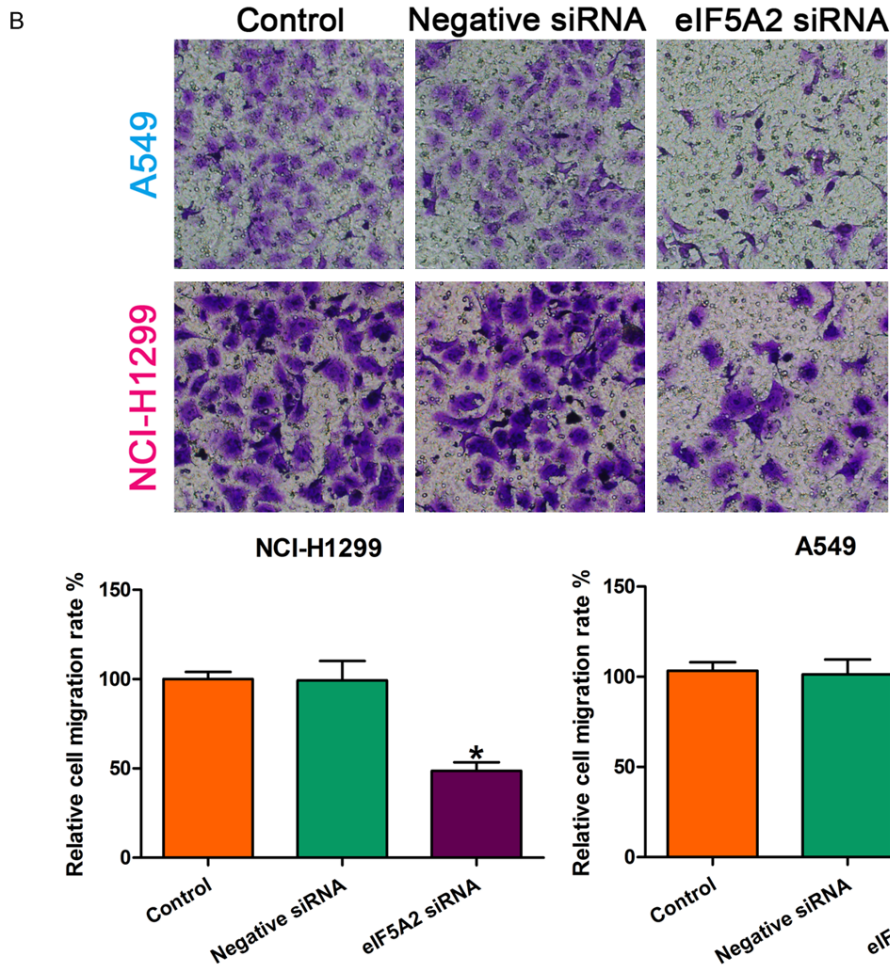 B
Control Negative siRNA eIF5A2 siRNA
A549
NCI-H1299
NCI-H1299
Relative cell migration rate %
150
100
50
0
*
Control
Negative siRNA
eIF5A2 siRNA
A549
Relative cell migration rate %
150
100
50
0
Control
Negative siRNA
eIF